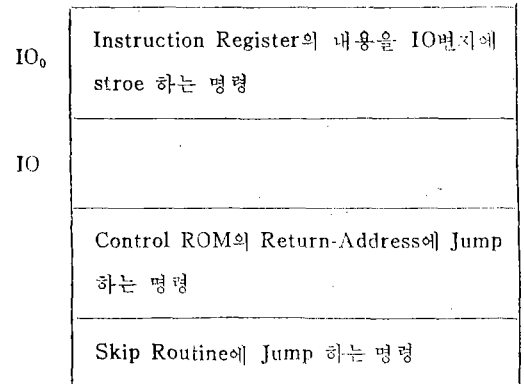 Instruction Register의 내용을 IO번지에
IO₀
stroe 하는 명령
IO
Control ROM의 Return-Address에 Jump
하는 명령
Skip Routine에 Jump 하는 명령